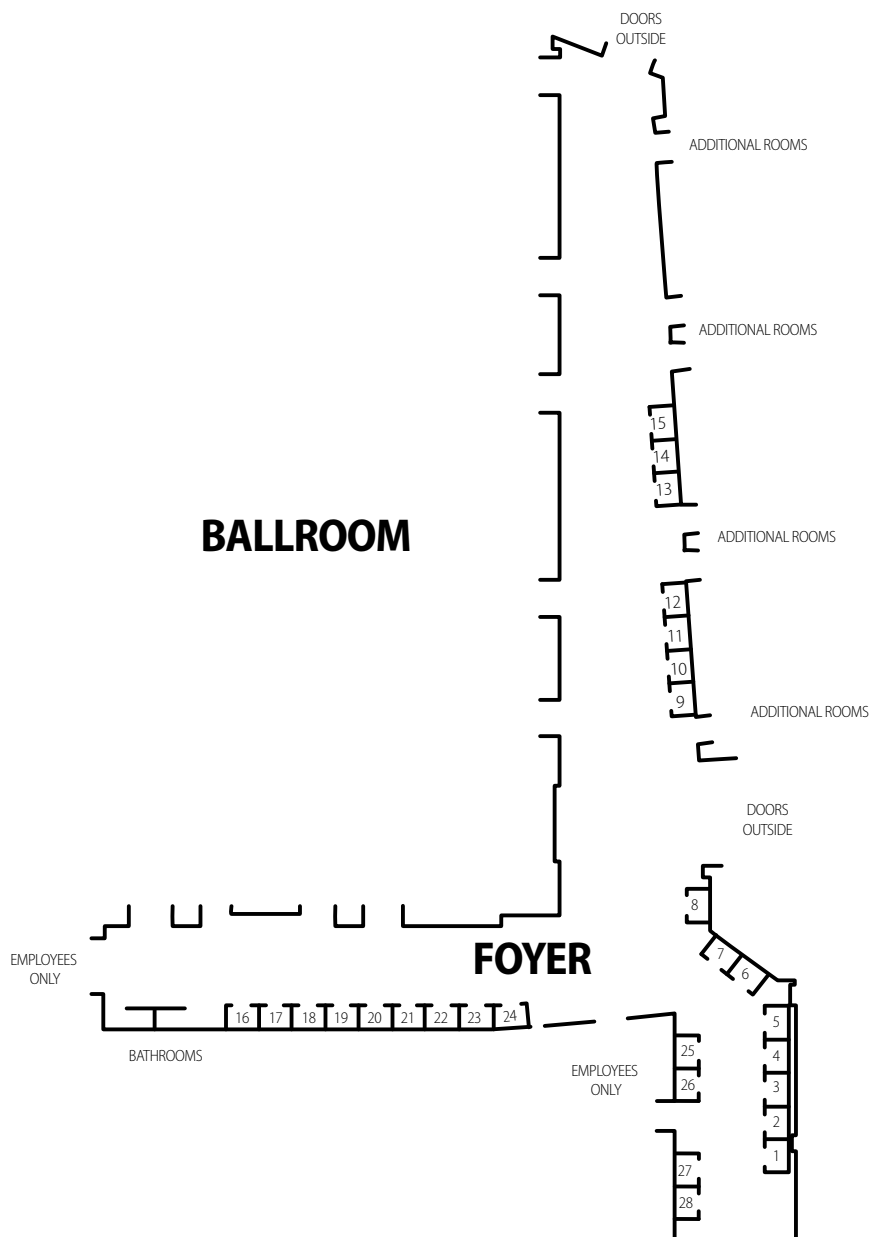 DOORS
OUTSIDE
ADDITIONAL ROOMS
ADDITIONAL ROOMS
15
14
13
BALLROOM
ADDITIONAL ROOMS
12
11
10
9
ADDITIONAL ROOMS
DOORS
OUTSIDE
8
7
6
FOYER
EMPLOYEES
ONLY
16 17 18 19 20 21 22 23 24
BATHROOMS
5
4
3
2
1
25
26
EMPLOYEES
ONLY
27
28